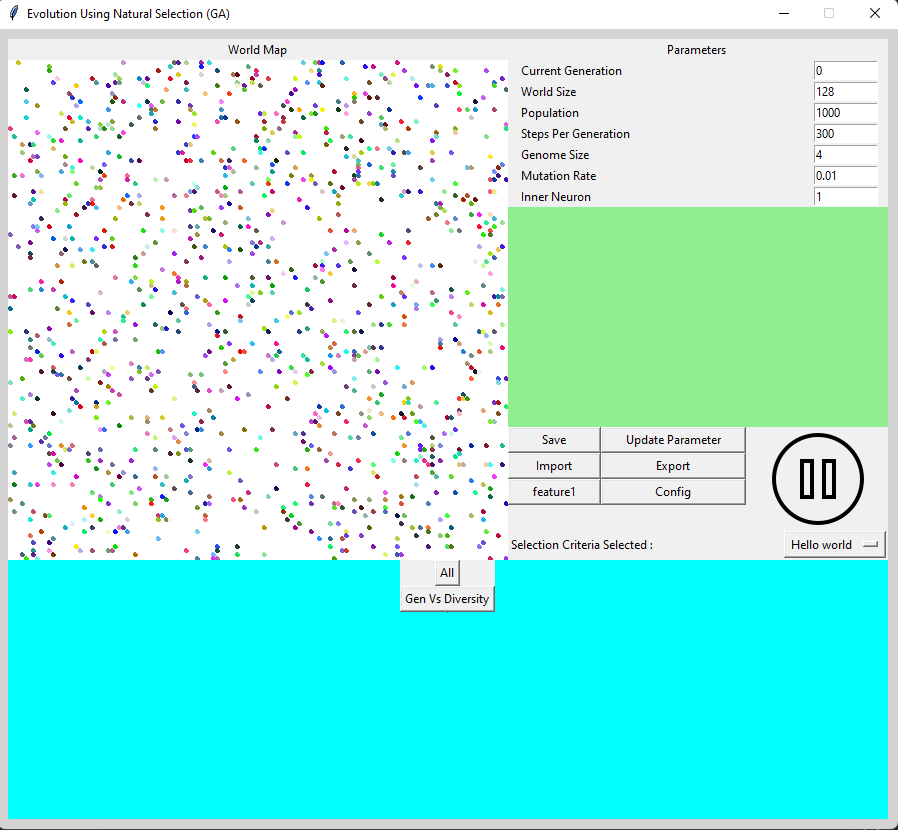 Evolution Using Natural Selection (GA)
World Map
Parameters
Current Generation 0
World Size 128
Population 1000
Steps Per Generation 300
Genome Size 4
Mutation Rate 0.01
Inner Neuron 1
Save Update Parameter
Import Export
feature1 Config
Selection Criteria Selected : Hello world
All
Gen Vs Diversity